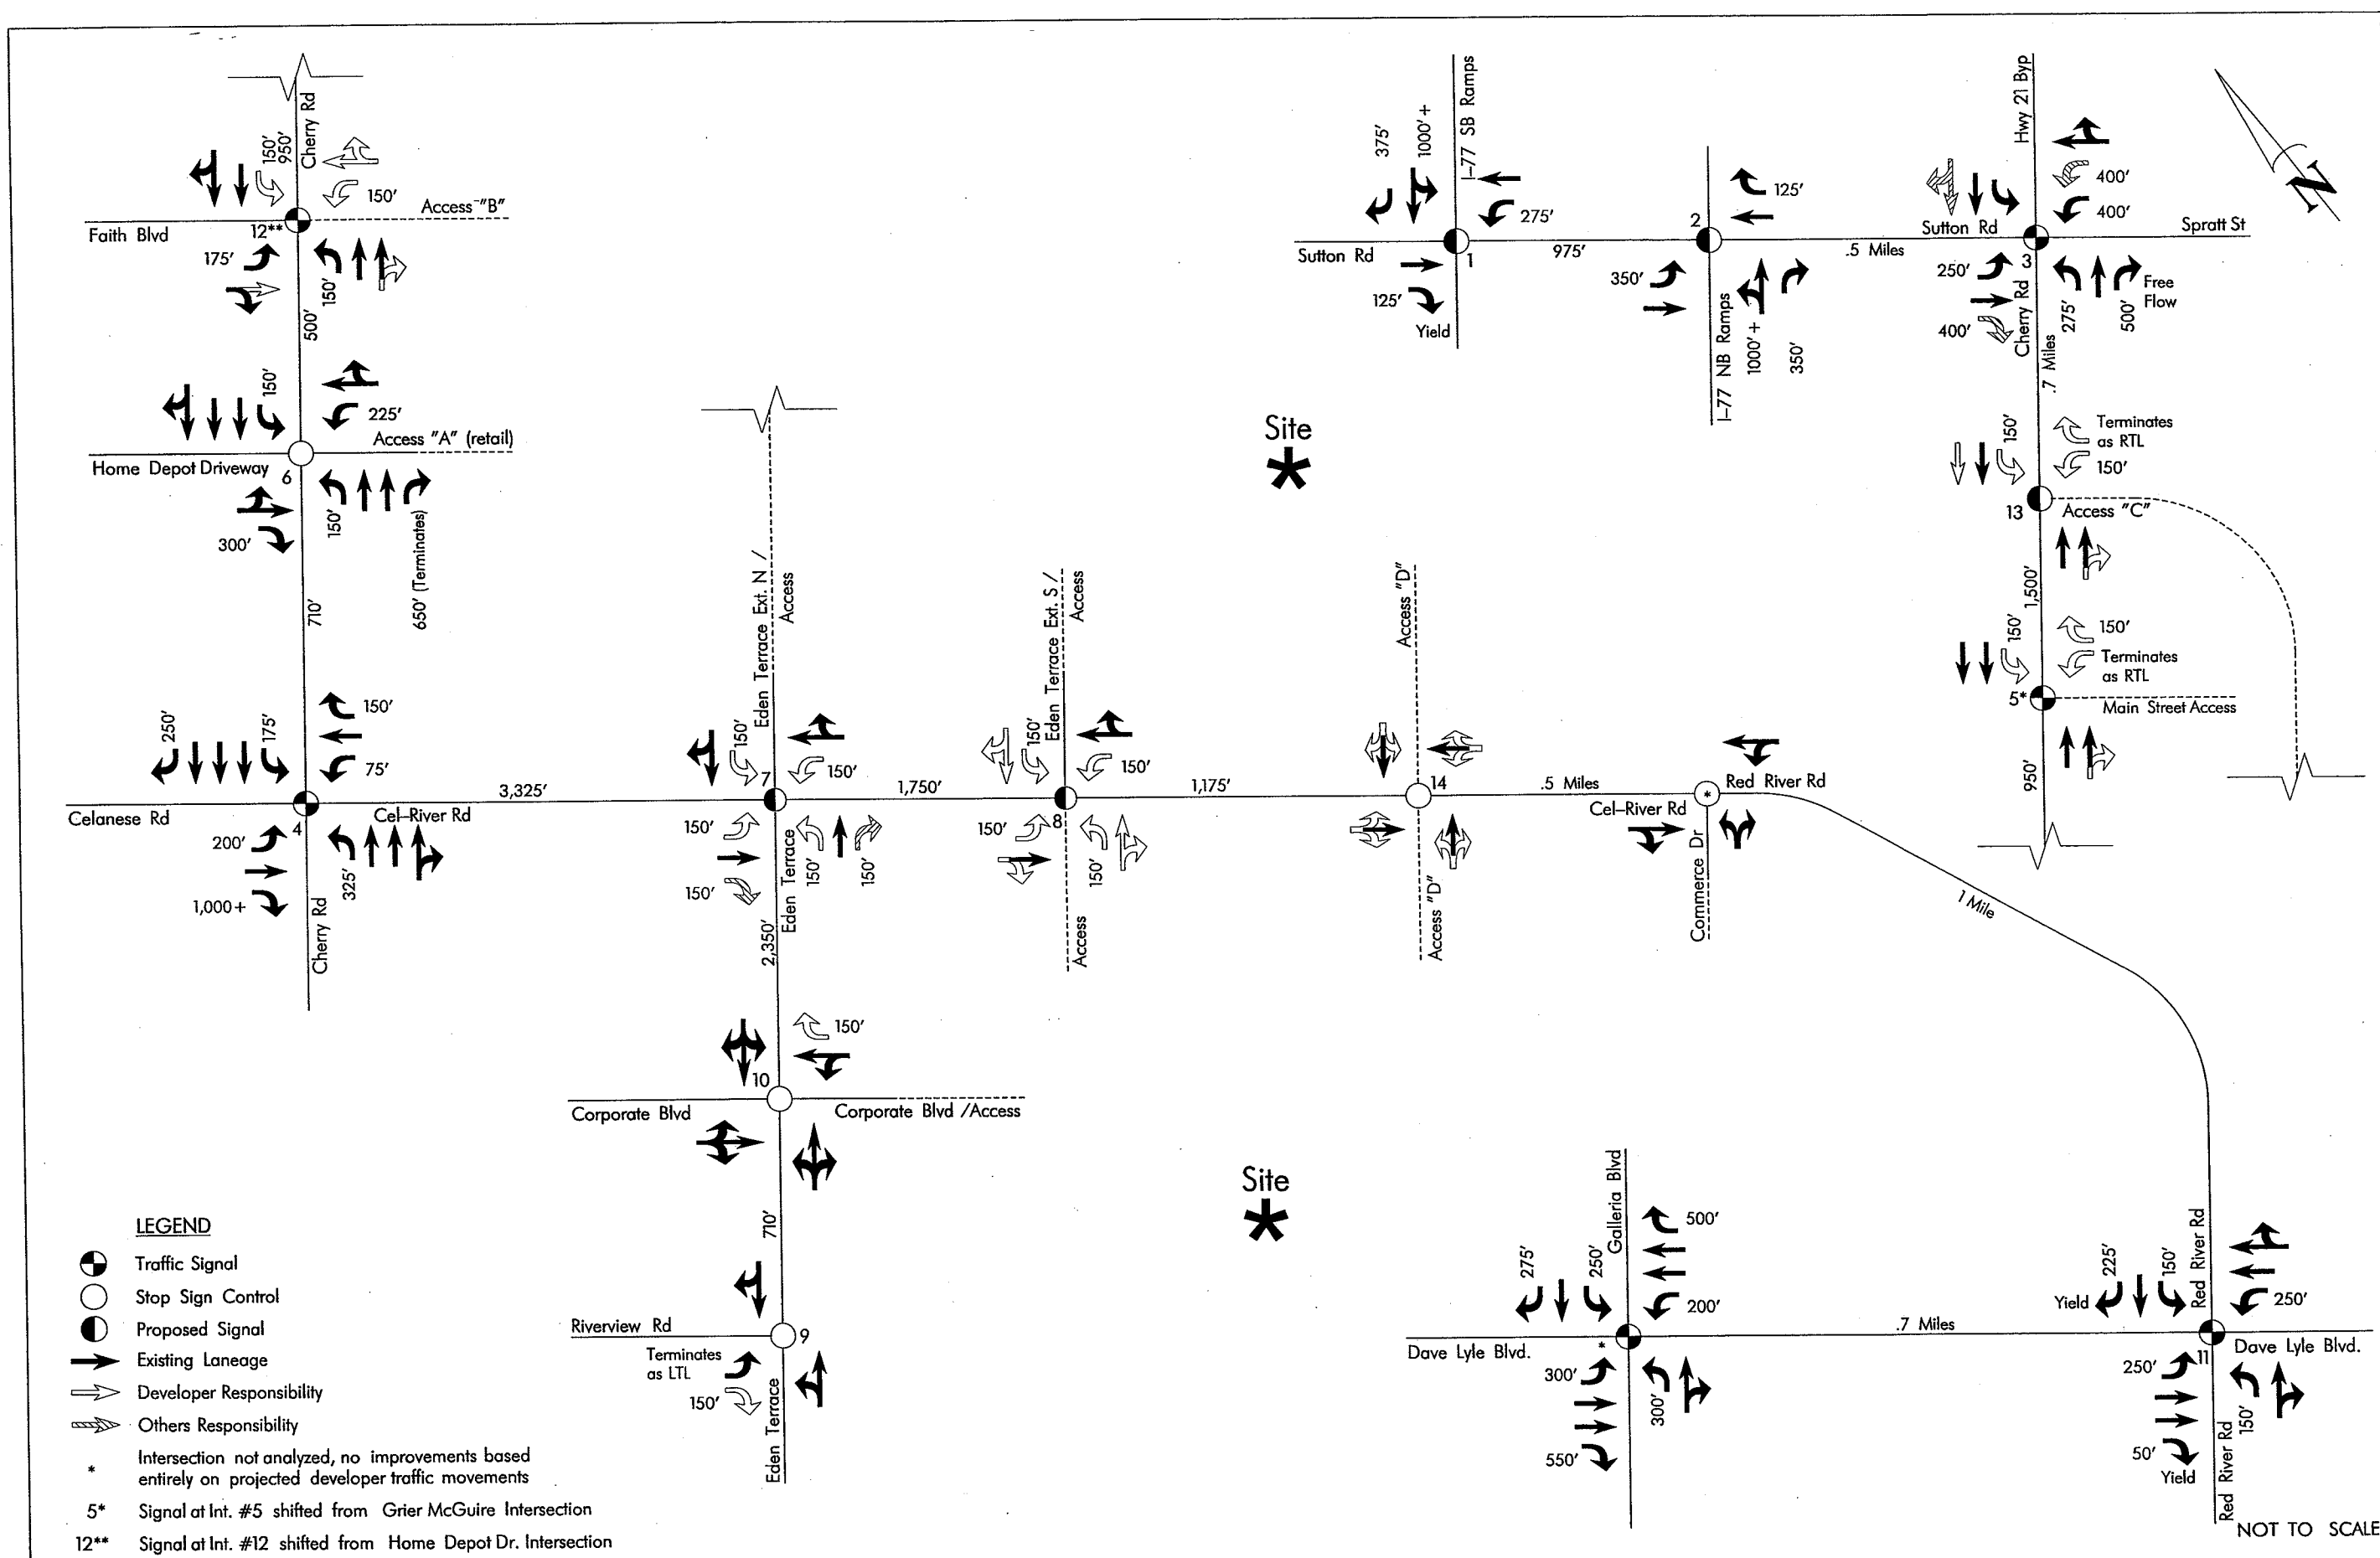 Cherry Rd
150'
950'
150'
Access "B"
Faith Blvd
12**
175'
150'
500'
150'
225'
Access "A" (retail)
Home Depot Driveway
6
300'
150'
650' (Terminates)
710'
250'
175'
150'
75'
Celanese Rd
Cel-River Rd
4
200'
1,000+
325'
Cherry Rd
3,325'
Eden Terrace Ext. N /
Access
150'
150'
7
150'
150'
150'
150'
Eden Terrace
2,350'
1,750'
Eden Terrace Ext. S /
Access
150'
150'
150'
8
150'
Access
1,175'
Access "D"
14
Access "D"
.5 Miles
Cel-River Rd
*
Red River Rd
Commerce Dr
1 Mile
150'
10
Corporate Blvd
Corporate Blvd /Access
710'
Riverview Rd
9
Terminates
as LTL
150'
Eden Terrace
Site
*
Site
*
375'
1000'+
I-77 SB Ramps
275'
Sutton Rd
1
125'
Yield
975'
2
125'
350'
I-77 NB Ramps
1000'+
350'
.5 Miles
Sutton Rd
Hwy 21 Byp
400'
400'
Spratt St
3
250'
400'
Cherry Rd
275'
500'
Free
Flow
.7 Miles
N
150'
Terminates
as RTL
150'
13
Access "C"
1,500'
150'
150'
Terminates
as RTL
5*
Main Street Access
950'
Galleria Blvd
275'
250'
500'
200'
Dave Lyle Blvd.
*
300'
550'
300'
.7 Miles
225'
150'
Yield
Red River Rd
250'
Dave Lyle Blvd.
11
250'
50'
Yield
150'
Red River Rd
NOT TO SCALE
LEGEND
Traffic Signal
Stop Sign Control
Proposed Signal
Existing Laneage
Developer Responsibility
Others Responsibility
* Intersection not analyzed, no improvements based
entirely on projected developer traffic movements
5* Signal at Int. #5 shifted from Grier McGuire Intersection
12** Signal at Int. #12 shifted from Home Depot Dr. Intersection